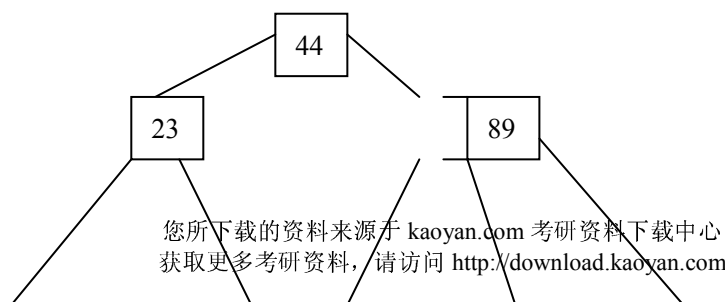 44
23
89
您所下载的资料来源于 kaoyan.com 考研资料下载中心
获取更多考研资料，请访问 http://download.kaoyan.com